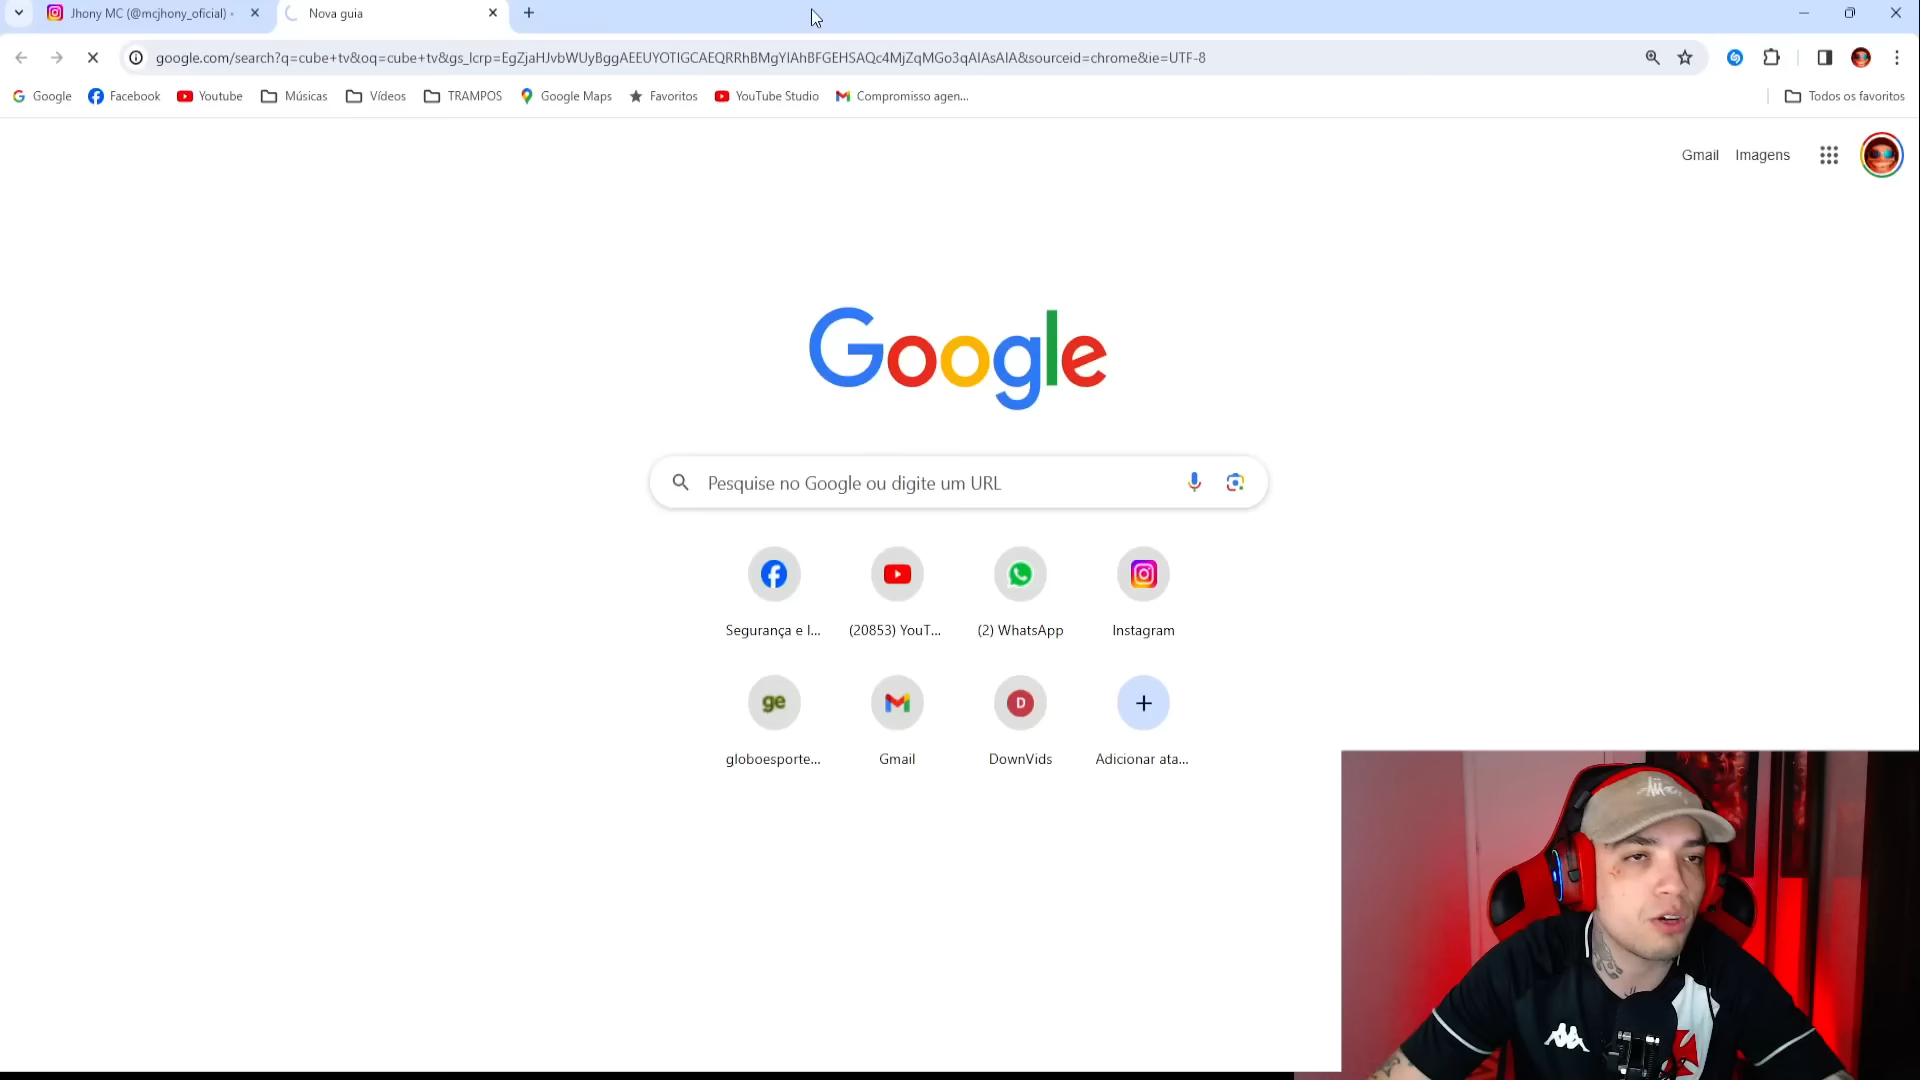 Jhony MC (@mcjhony_oficial) •
Nova guia
google.com/search?q=cube+tv&oq=cube+tv&gs_lcrp=EgZjaHJvbWUyBggAEEUYOTIGCAEQRRhBMgYIAhBFGEHSAQc4MjZqMGo3qAIAsAIA&sourceid=chrome&ie=UTF-8
Google
Facebook
Youtube
Músicas
Vídeos
TRAMPOS
Google Maps
Favoritos
YouTube Studio
Compromisso agen...
Todos os favoritos
Gmail
Imagens
Google
Pesquise no Google ou digite um URL
Segurança e l...
(20853) YouT...
(2) WhatsApp
Instagram
ge
D
globoesporte...
Gmail
DownVids
Adicionar ata...